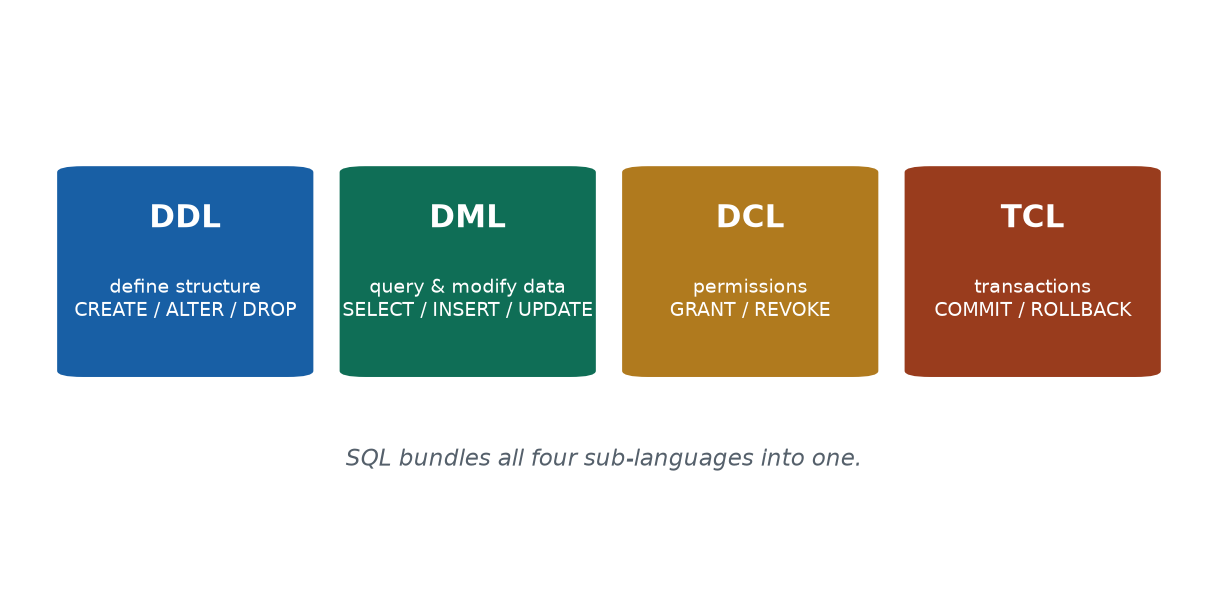 DDL
define structure
CREATE / ALTER / DROP
DML
query & modify data
SELECT / INSERT / UPDATE
DCL
permissions
GRANT / REVOKE
TCL
transactions
COMMIT / ROLLBACK
SQL bundles all four sub-languages into one.